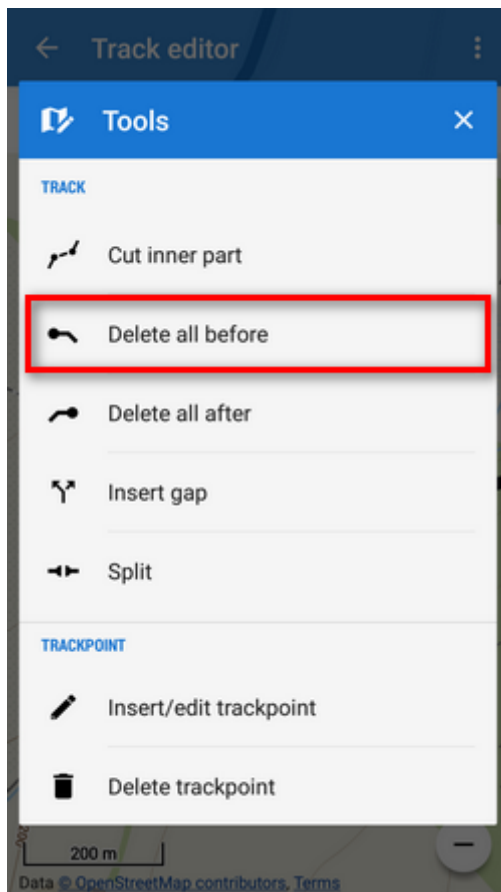 Track editor
Tools
TRACK
Cut inner part
Delete all before
Delete all after
Insert gap
Split
TRACKPOINT
Insert/edit trackpoint
Delete trackpoint
200
200 m
Data © OpenStreetMap contributors, Terms